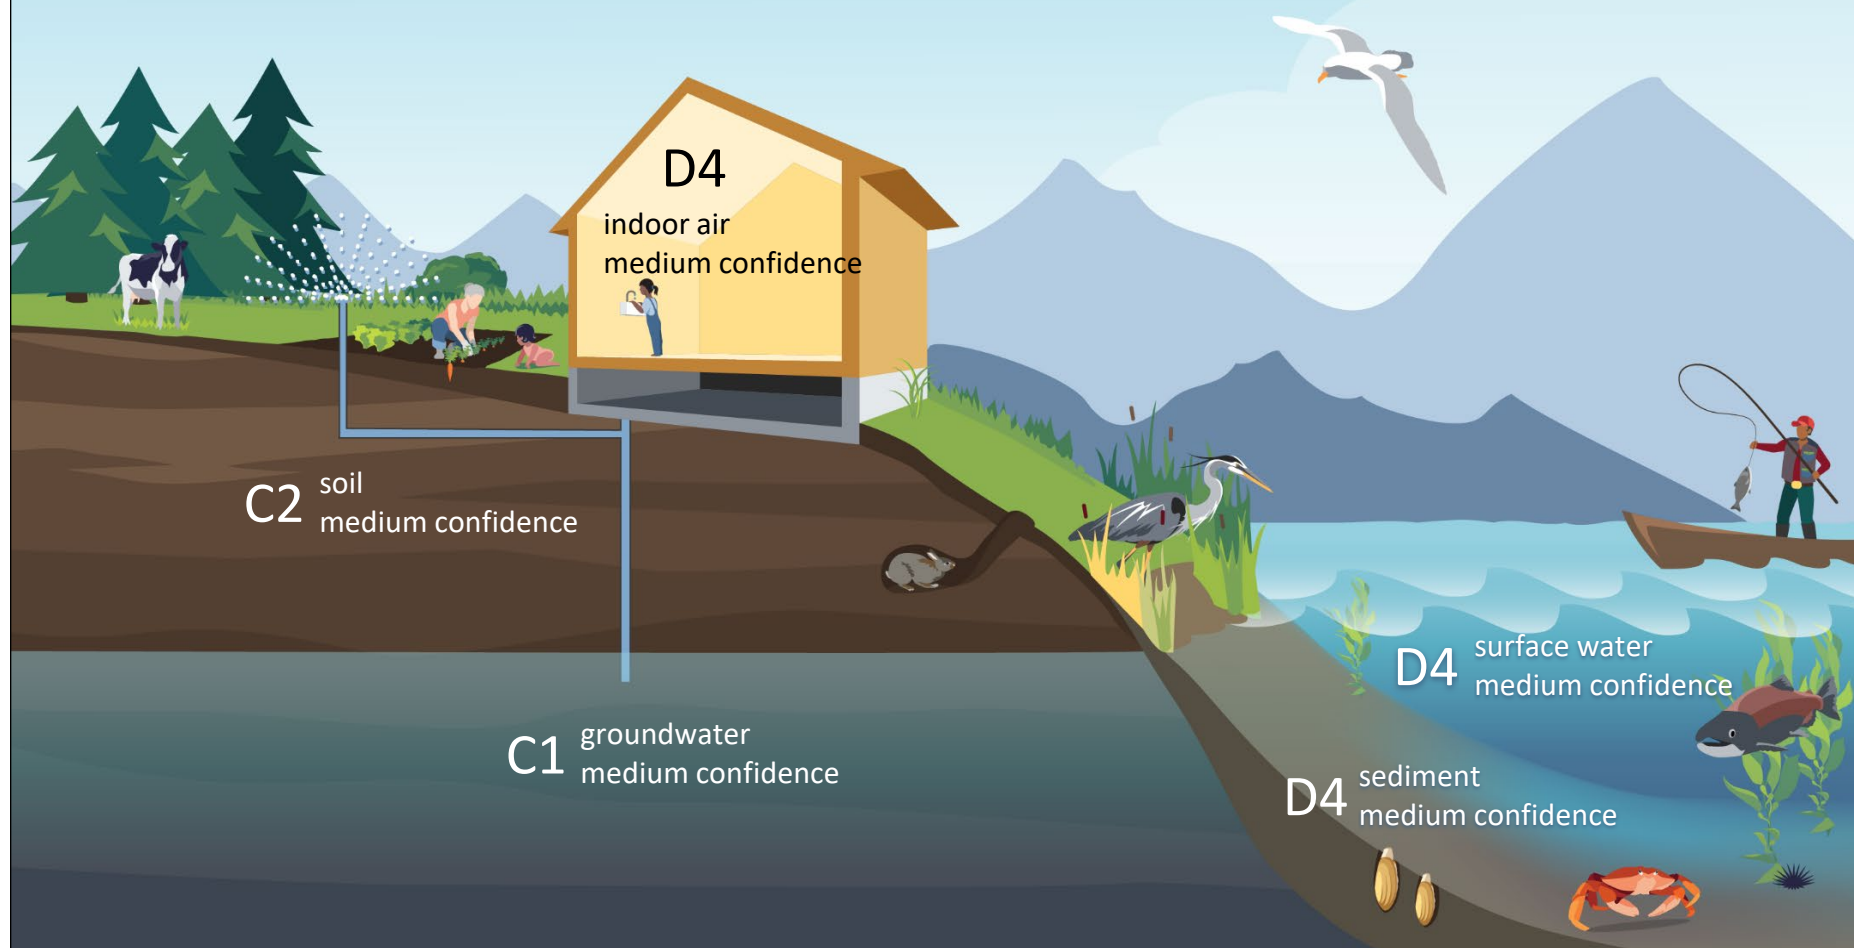 D4
indoor air
medium confidence
C2
soil
medium confidence
C1
groundwater
medium confidence
D4
surface water
medium confidence
D4
sediment
medium confidence